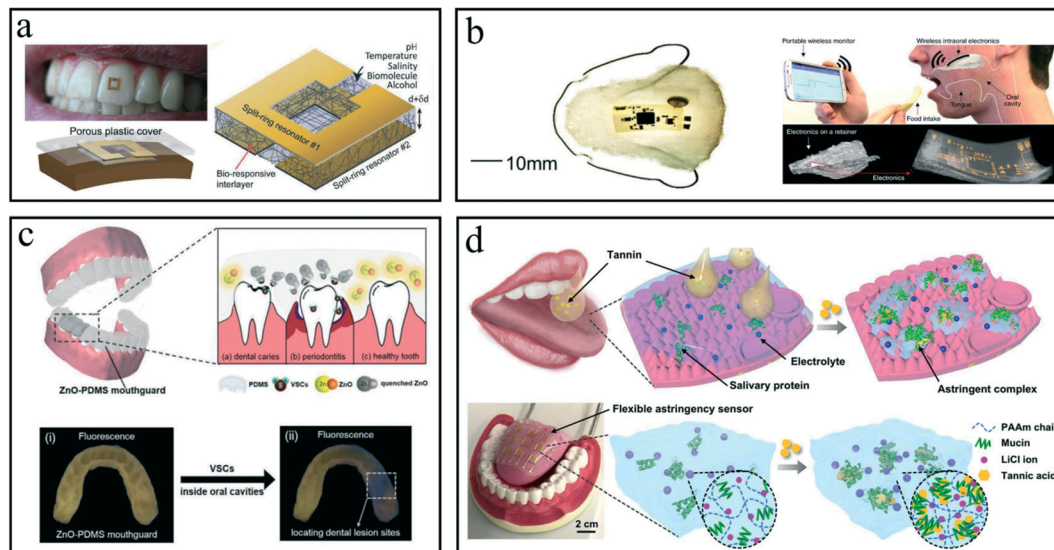 a
pH
Temperature
Salinity
Biomolecule
Alcohol
d+δd
Split-ring resonator #1
Split-ring resonator #2
Porous plastic cover
Bio-responsive
interlayer
b
10mm
Portable wireless
monitor
Wireless intraoral electronics
Oral
cavity
Tongue
Food intake
Electronics on a retainer
Electronics
c
ZnO-PDMS mouthguard
(a) dental caries
(b) periodontitis
(c) healthy tooth
PDMS
VSCs
Zn
ZnO
quenched ZnO
(i)
Fluorescence
ZnO-PDMS mouthguard
VSCs
inside oral cavities
(ii)
Fluorescence
locating dental lesion sites
d
Tannin
Electrolyte
Salivary protein
Astringent complex
Flexible astringency sensor
2 cm
PAAm chain
Mucin
LiCl ion
Tannic acid